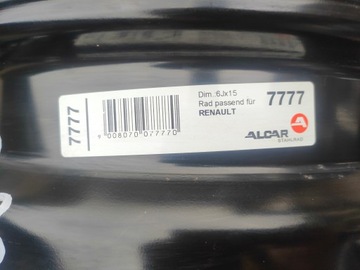 7777
9 008070 077770
Dim.:6Jx15
Rad passend für
RENAULT
7777
ALCAR
STAHLRAD